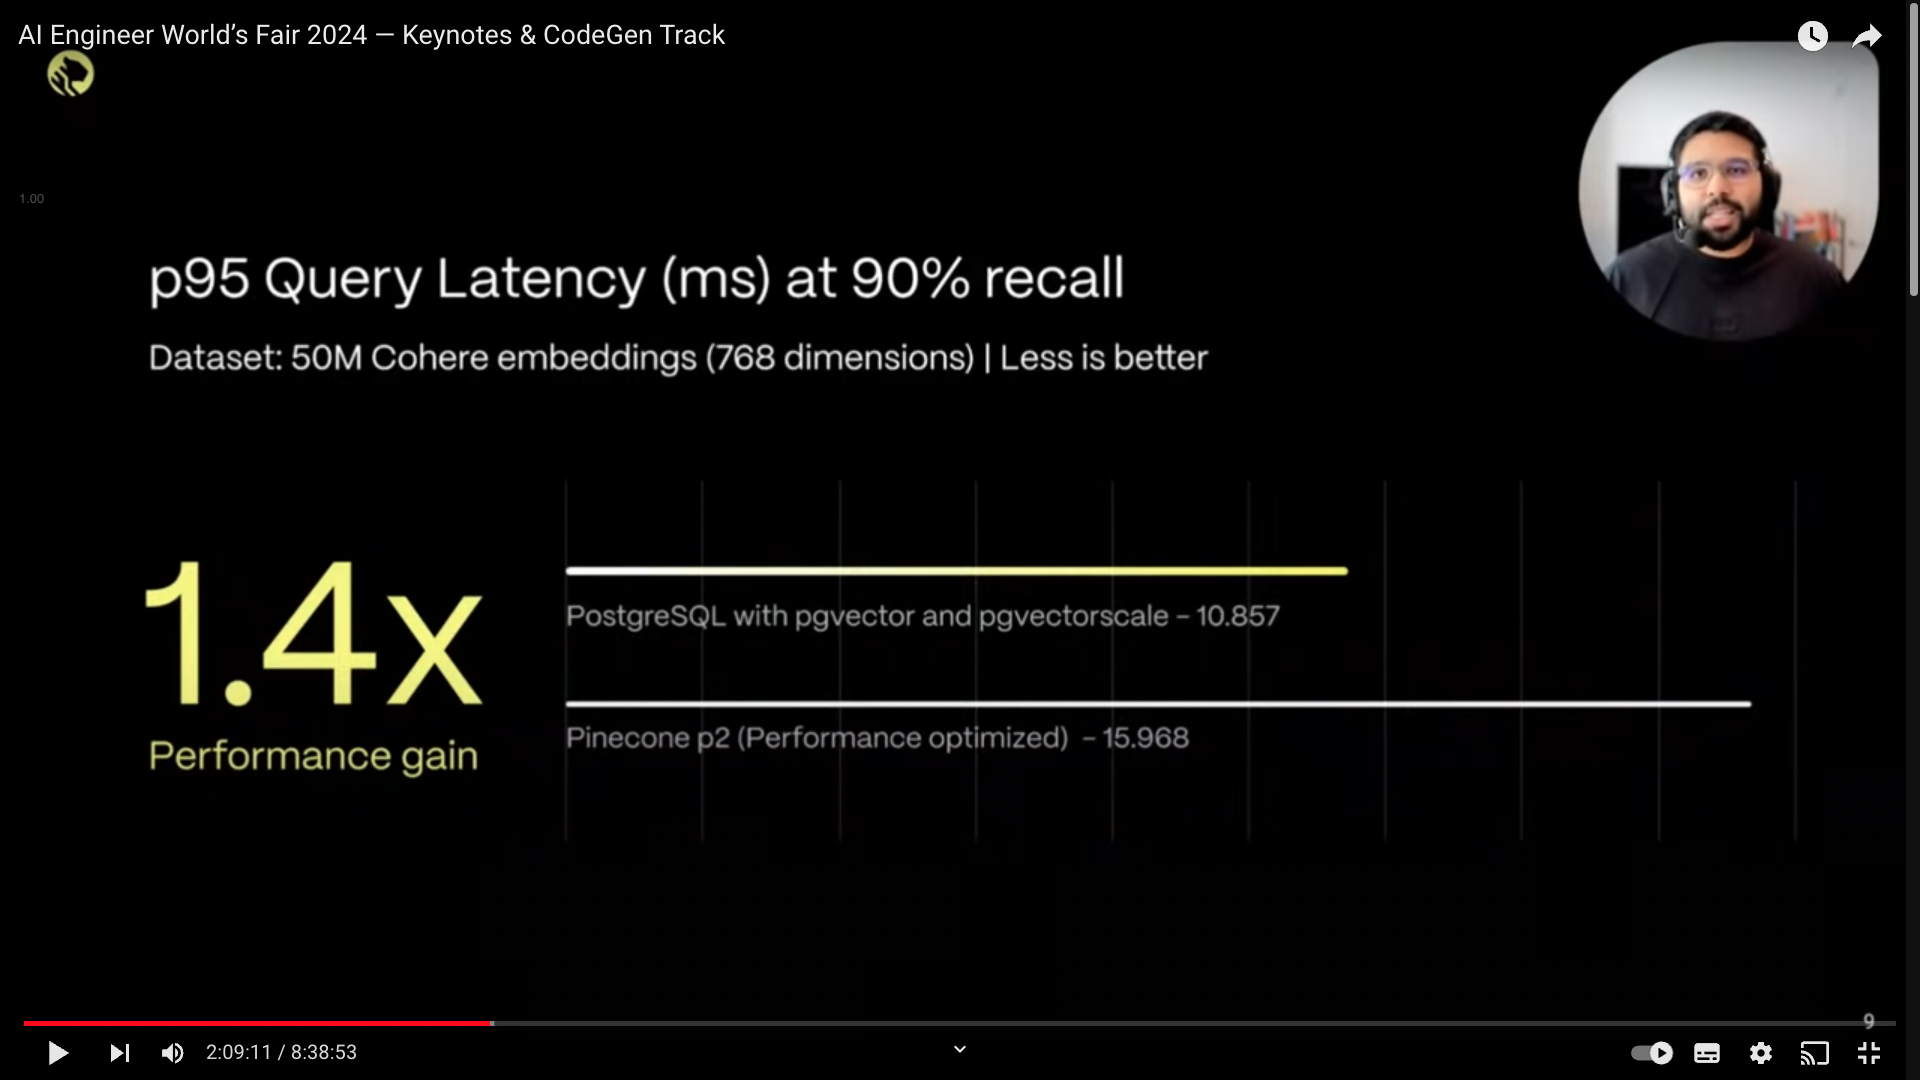 AI Engineer World’s Fair 2024 — Keynotes & CodeGen Track
1.00
p95 Query Latency (ms) at 90% recall
Dataset: 50M Cohere embeddings (768 dimensions) | Less is better
1.4x
Performance gain
PostgreSQL with pgvector and pgvectorscale – 10.857
Pinecone p2 (Performance optimized) – 15.968
9
2:09:11 / 8:38:53